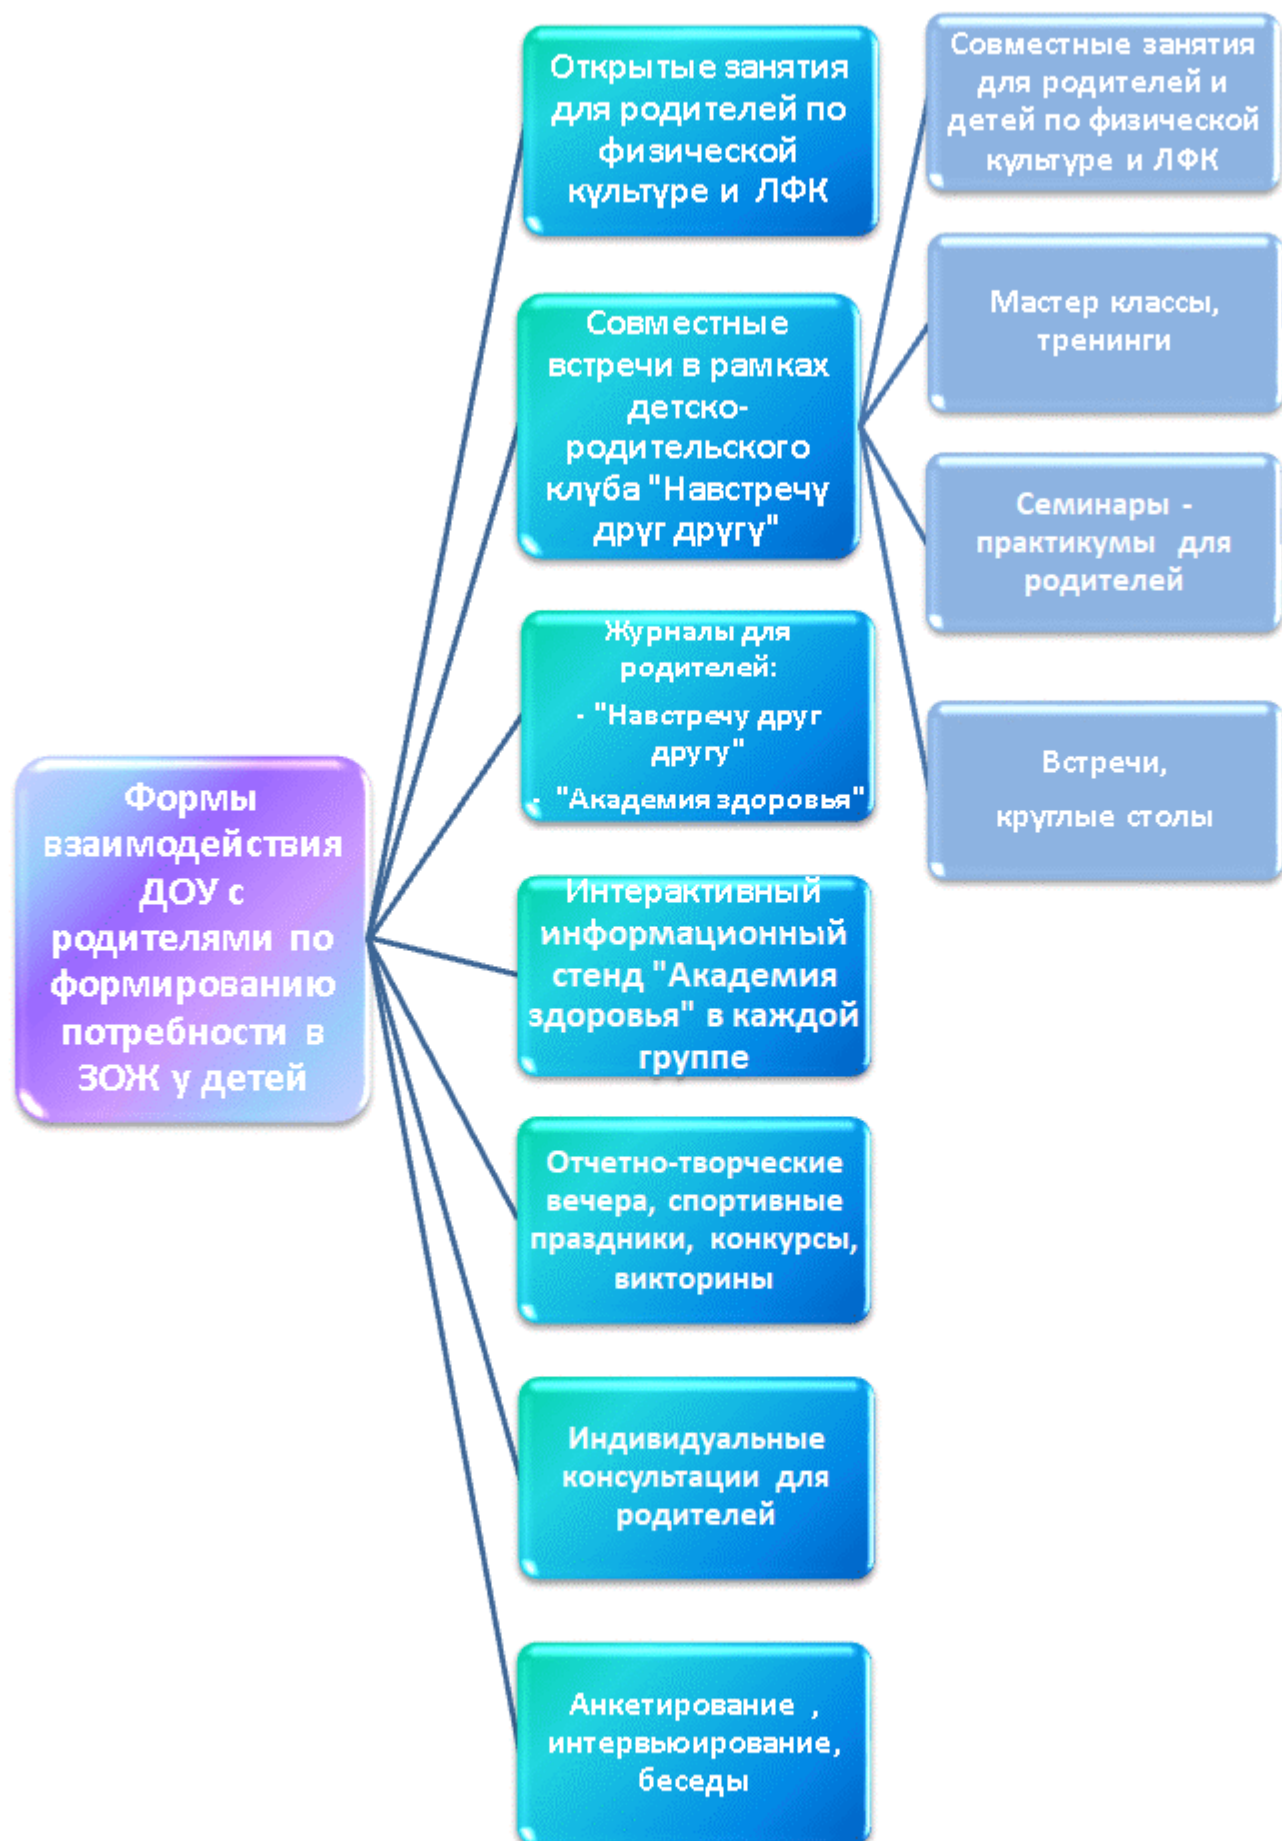 Формы
взаимодействия
ДОУ с
родителями по
формированию
потребности в
ЗОЖ у детей
Открытые занятия
для родителей по
физической
культуре и ЛФК
Совместные
встречи в рамках
детско-
родительского
клуба "Навстречу
друг другу"
Совместные занятия
для родителей и
детей по физической
культуре и ЛФК
Мастер классы,
тренинги
Семинары -
практикумы для
родителей
Встречи,
круглые столы
Журналы для
родителей:
- "Навстречу друг
другу"
- "Академия здоровья"
Интерактивный
информационный
стенд "Академия
здоровья" в каждой
группе
Отчетно-творческие
вечера, спортивные
праздники, конкурсы,
викторины
Индивидуальные
консультации для
родителей
Анкетирование ,
интервьюирование,
беседы